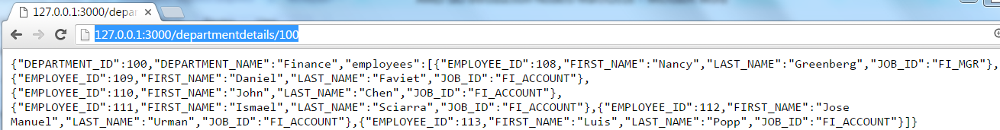 127.0.0.1:3000/depar
127.0.0.1:3000/departmentdetails/100
{"DEPARTMENT_ID":100,"DEPARTMENT_NAME":"Finance","employees":[{"EMPLOYEE_ID":108,"FIRST_NAME":"Nancy","LAST_NAME":"Greenberg","JOB_ID":"FI_MGR"},
{"EMPLOYEE_ID":109,"FIRST_NAME":"Daniel","LAST_NAME":"Faviet","JOB_ID":"FI_ACCOUNT"},
{"EMPLOYEE_ID":110,"FIRST_NAME":"John","LAST_NAME":"Chen","JOB_ID":"FI_ACCOUNT"},
{"EMPLOYEE_ID":111,"FIRST_NAME":"Ismael","LAST_NAME":"Sciarra","JOB_ID":"FI_ACCOUNT"},{"EMPLOYEE_ID":112,"FIRST_NAME":"Jose
Manuel","LAST_NAME":"Urman","JOB_ID":"FI_ACCOUNT"},{"EMPLOYEE_ID":113,"FIRST_NAME":"Luis","LAST_NAME":"Popp","JOB_ID":"FI_ACCOUNT"}]}